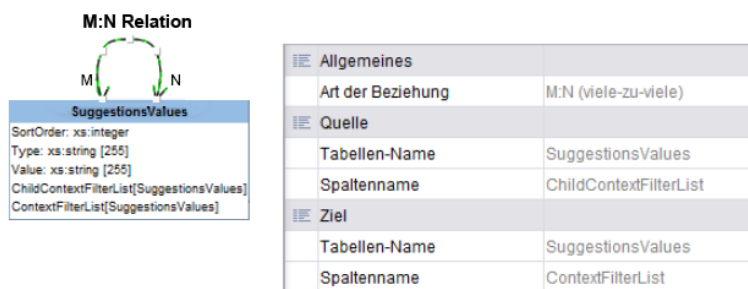 M:N Relation
M N
SuggestionsValues
SortOrder: xs:integer
Type: xs:string [255]
Value: xs:string [255]
ChildContextFilterList[SuggestionsValues]
ContextFilterList[SuggestionsValues]
Allgemeines
Art der Beziehung M:N (viele-zu-viele)
Quelle
Tabellen-Name SuggestionsValues
Spaltenname ChildContextFilterList
Ziel
Tabellen-Name SuggestionsValues
Spaltenname ContextFilterList